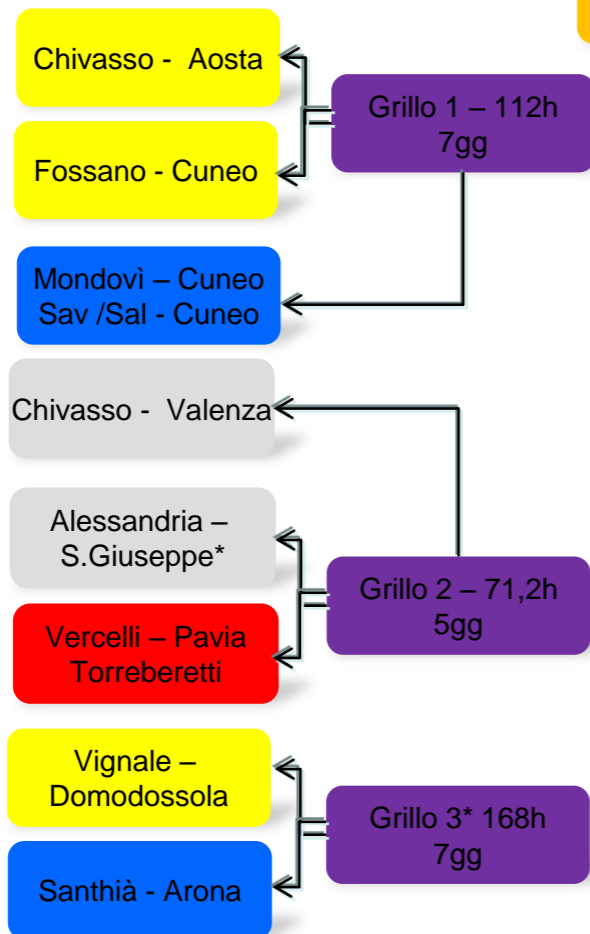 Chivasso - Aosta
Fossano - Cuneo
Grillo 1 – 112h
7gg
Mondovì – Cuneo
Sav /Sal - Cuneo
Chivasso - Valenza
Alessandria –
S.Giuseppe*
Vercelli – Pavia
Torreberetti
Grillo 2 – 71,2h
5gg
Vignale –
Domodossola
Santhià - Arona
Grillo 3* 168h
7gg